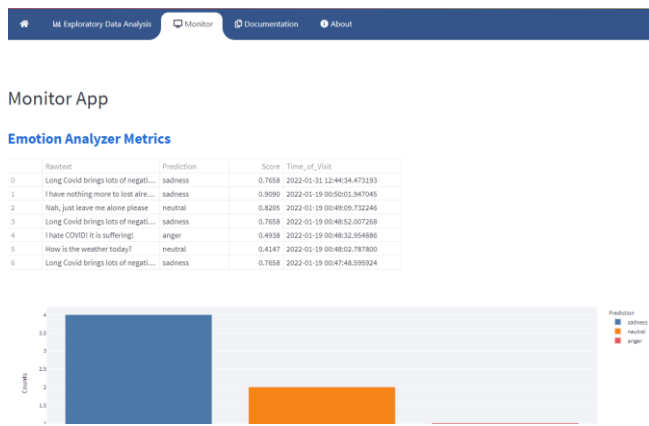 Exploratory Data Analysis Monitor Documentation About
Monitor App
Emotion Analyzer Metrics
Rawtext Prediction Score Time_of_Visit
0 Long Covid brings lots of negati... sadness 0.7658 2022-01-31 12:44:34.473193
1 I have nothing more to lost alre... sadness 0.9090 2022-01-19 00:50:01.947045
2 Nah, just leave me alone please neutral 0.8205 2022-01-19 00:49:09.732246
3 Long Covid brings lots of negati... sadness 0.7658 2022-01-19 00:48:52.007268
4 I hate COVID! it is suffering! anger 0.4938 2022-01-19 00:48:32.954886
5 How is the weather today? neutral 0.4147 2022-01-19 00:48:02.787800
6 Long Covid brings lots of negati... sadness 0.7658 2022-01-19 00:47:48.595924
Prediction
sadness
neutral
anger
4
3.5
3
2.5
2
1.5
Counts